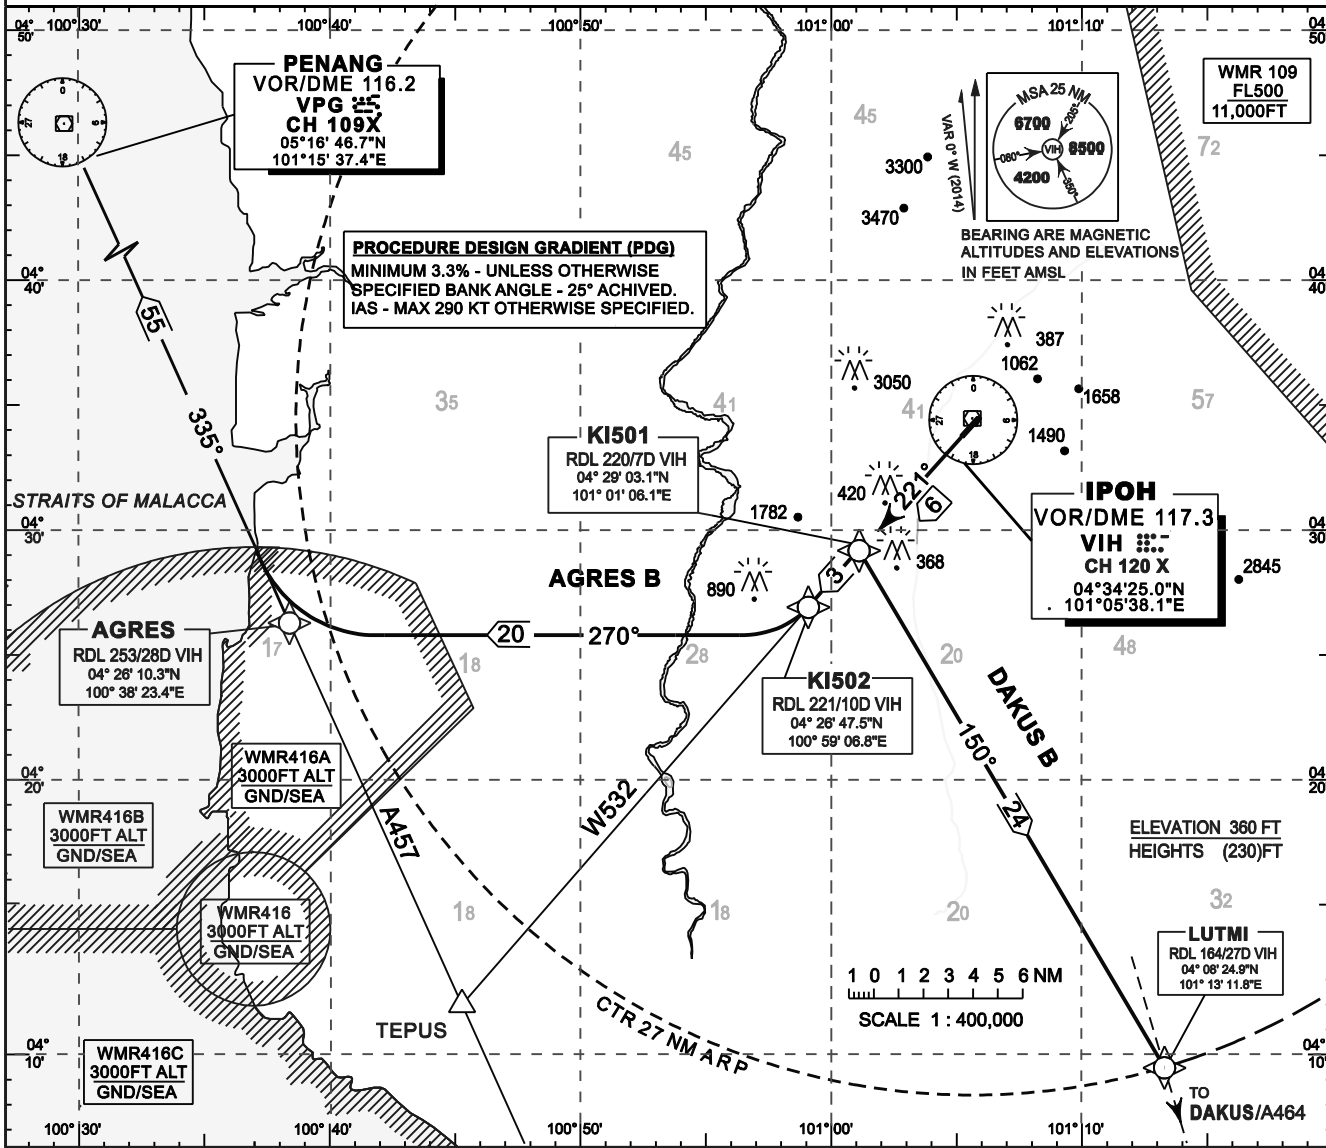 04° 100°30' 100°40' 100°50' 101°00' 101°10' 04
50' 50'
PENANG
VOR/DME 116.2
VPG
CH 109X
05°16' 46.7"N
101°15' 37.4"E
0
6
18
27
WMR 109
FL500
11,000FT
MSA 25 NM
6700
205°
VIH
8500
080°
4200
350°
VAR 0° W (2014)
BEARING ARE MAGNETIC
ALTITUDES AND ELEVATIONS
IN FEET AMSL
45
45
72
3300
3470
PROCEDURE DESIGN GRADIENT (PDG)
MINIMUM 3.3% - UNLESS OTHERWISE
SPECIFIED BANK ANGLE - 25° ACHIVED.
IAS - MAX 290 KT OTHERWISE SPECIFIED.
04° 04
40' 40'
55
335°
387
1062
3050
1658
1490
35
41
41
57
0
6
18
27
KI501
RDL 220/7D VIH
04° 29' 03.1"N
101° 01' 06.1"E
STRAITS OF MALACCA
420
221°
6
1782
368
IPOH
VOR/DME 117.3
VIH
CH 120 X
04°34'25.0"N
101°05'38.1"E
2845
04° 04
30' 30'
AGRES B
890
3
AGRES
RDL 253/28D VIH
04° 26' 10.3"N
100° 38' 23.4"E
20
270°
17
18
28
20
48
KI502
RDL 221/10D VIH
04° 26' 47.5"N
100° 59' 06.8"E
DAKUS B
150°
24
WMR416A
3000FT ALT
GND/SEA
04° 04
20' 20'
WMR416B
3000FT ALT
GND/SEA
A457
W532
ELEVATION 360 FT
HEIGHTS (230)FT
WMR416
3000FT ALT
GND/SEA
18
18
20
32
LUTMI
RDL 164/27D VIH
04° 08' 24.9"N
101° 13' 11.8"E
1 0 1 2 3 4 5 6 NM
SCALE 1 : 400,000
TEPUS
CTR 27 NM ARP
WMR416C
3000FT ALT
GND/SEA
04° 04°
10' 10'
TO
DAKUS/A464
100°30' 100°40' 100°50' 101°00' 101°10'